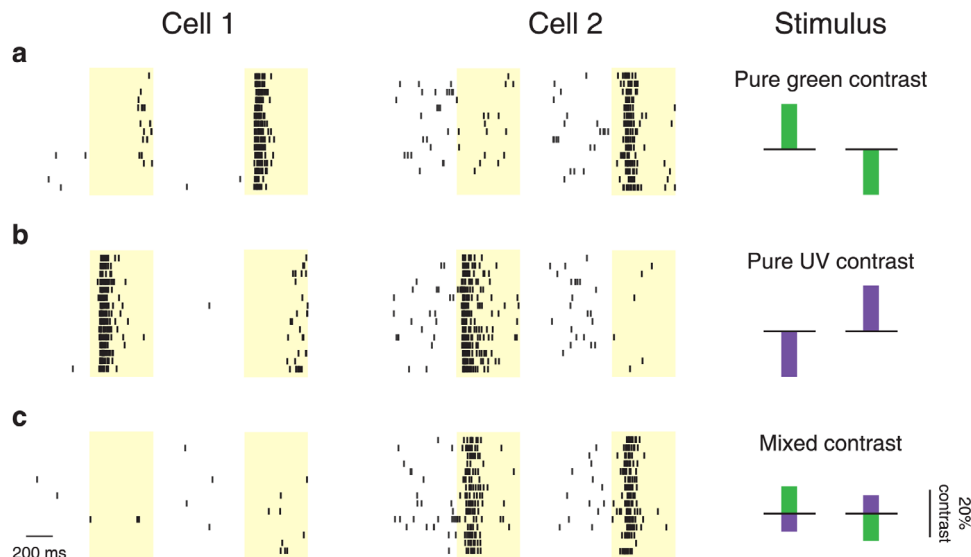 Cell 1
Cell 2
Stimulus
a
Pure green contrast
b
Pure UV contrast
c
Mixed contrast
20%
contrast
200 ms